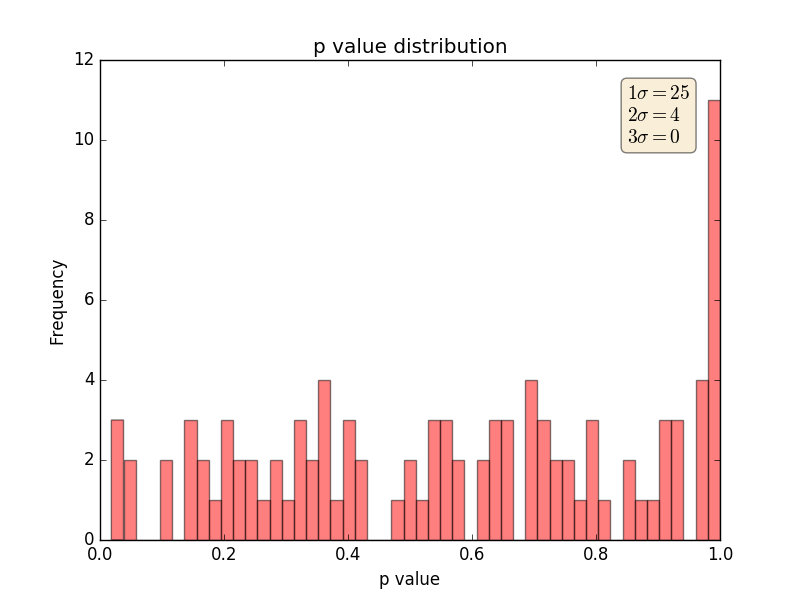 p value distribution
12
10
8
6
4
2
0
Frequency
1σ = 25
2σ = 4
3σ = 0
0.0 0.2 0.4 0.6 0.8 1.0
p value